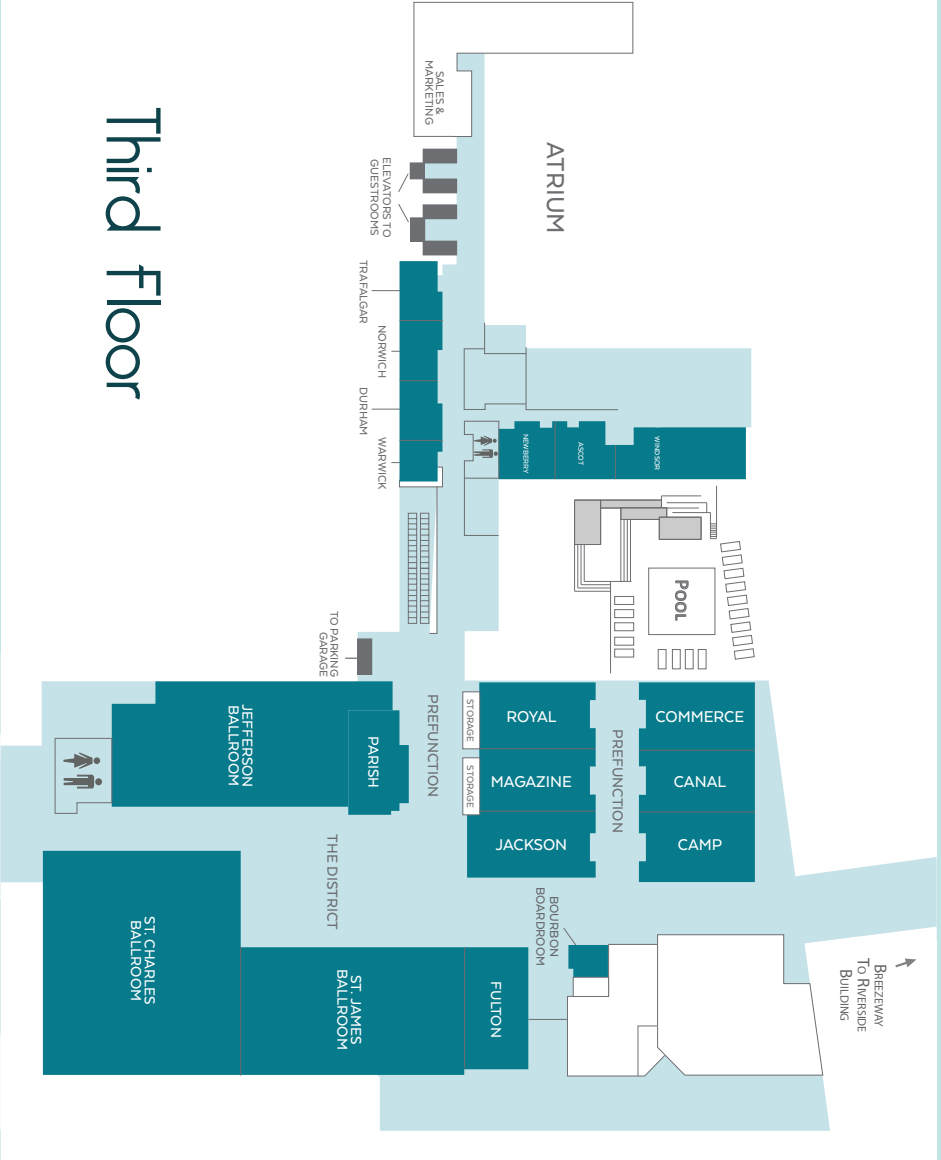 Third Floor
SALES &
MARKETING
ATRIUM
ELEVATORS TO
GUESTROOMS
TRAFALGAR
NORWICH
DURHAM
WARWICK
NEWBERRY
ASCOT
WINDSOR
POOL
TO PARKING
GARAGE
JEFFERSON
BALLROOM
PARISH
PREFUNCTION
STORAGE
STORAGE
ROYAL
MAGAZINE
JACKSON
PREFUNCTION
COMMERCE
CANAL
CAMP
THE DISTRICT
BOURBON
BOARDROOM
ST. CHARLES
BALLROOM
ST. JAMES
BALLROOM
FULTON
BREEZEWAY
TO RIVERSIDE
BUILDING